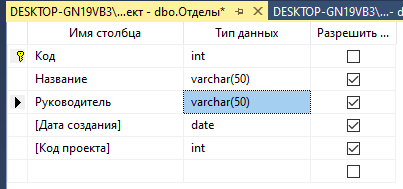 DESKTOP-GN19VB3\...ект - dbo.Отделы* DESKTOP-GN19VB3\...- d
Имя столбца Тип данных Разрешить ...
Код int
Название varchar(50)
Руководитель varchar(50)
[Дата создания] date
[Код проекта] int